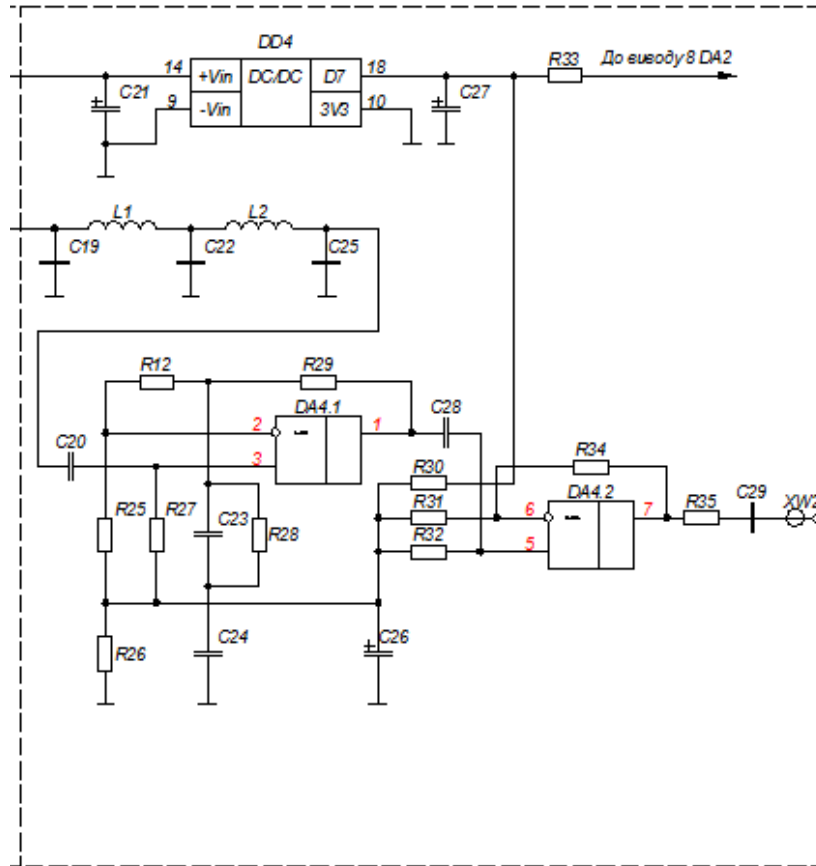 DD4
14 +Vin DC/DC D7 18
9 -Vin 3V3 10
C21
C27
R33
До виводу 8 DA2
L1
L2
C19
C22
C25
R12
R29
DA4.1
2
1
3
C20
C28
R25
R27
C23
R28
R30
R31
R32
R34
DA4.2
6
7
5
R35
C29
XW2
R26
C24
C26